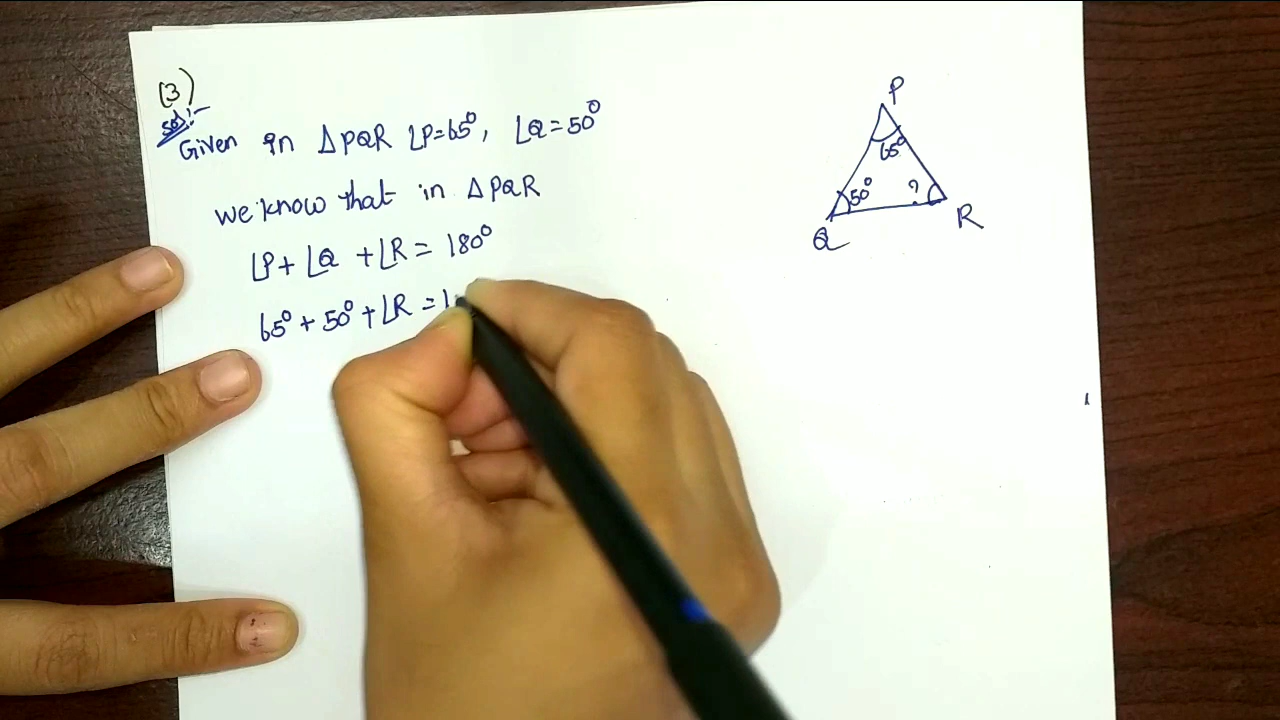 (3)
Sol:-
Given in ΔPQR ∠P=65°, ∠Q=50°
we know that in ΔPQR
∠P+ ∠Q +∠R = 180°
65° + 50° + ∠R = 1
P
65°
50°
?
Q
R